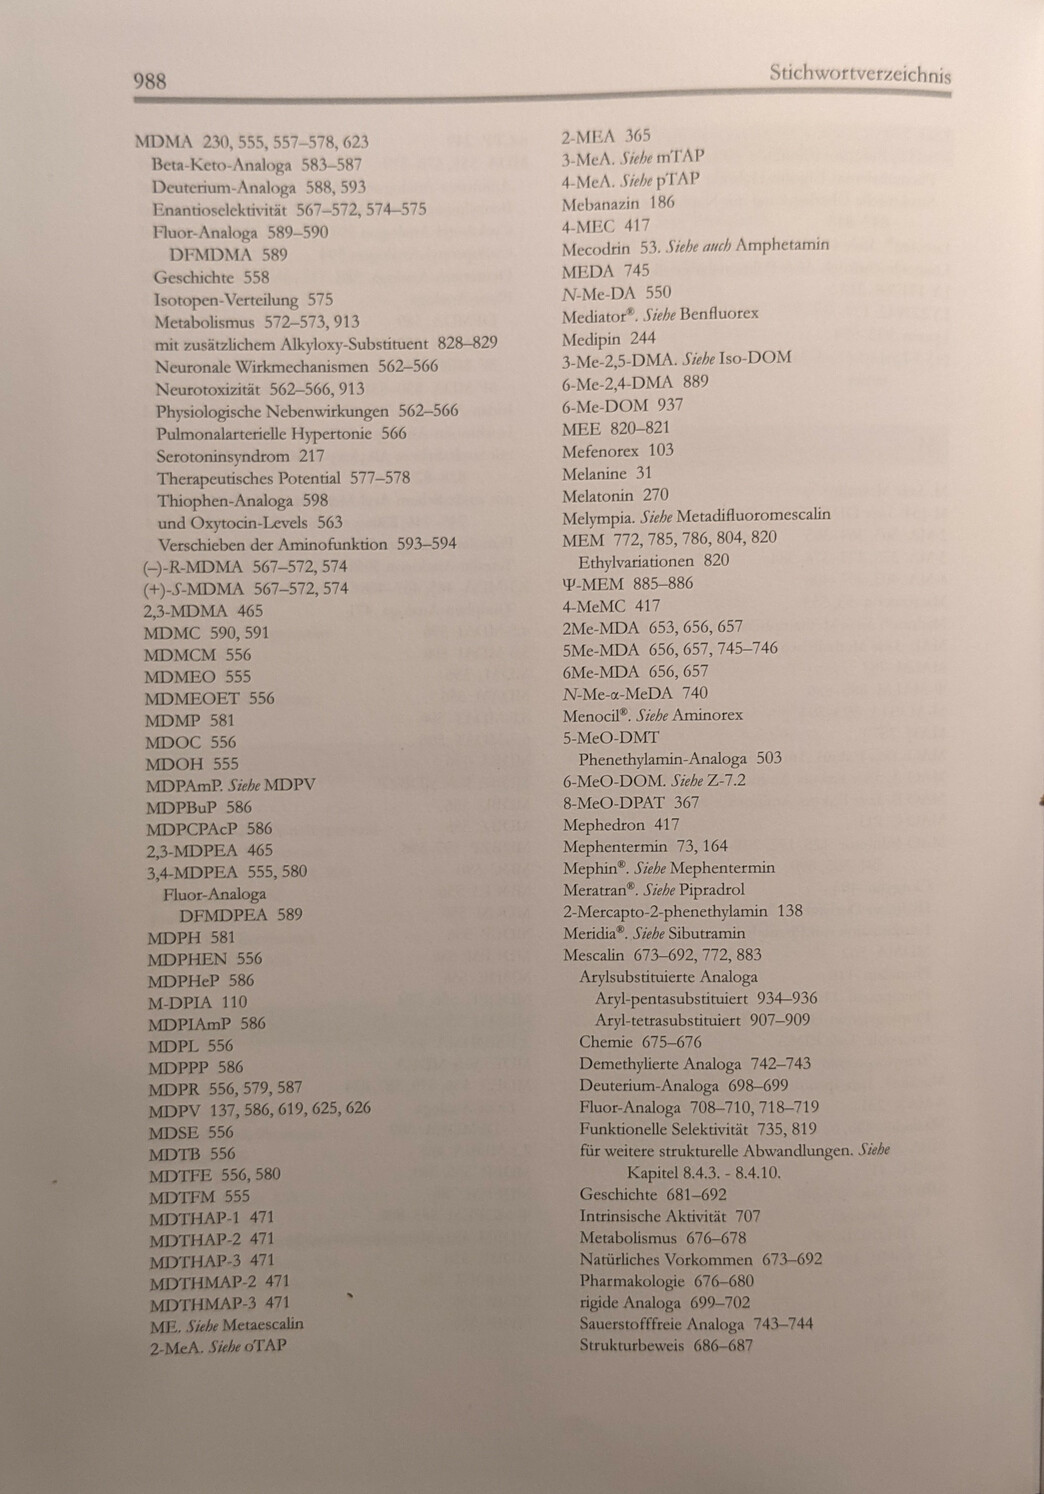 988
Stichwortverzeichnis
MDMA 230, 555, 557–578, 623
Beta-Keto-Analoga 583–587
Deuterium-Analoga 588, 593
Enantioselektivität 567–572, 574–575
Fluor-Analoga 589–590
DFMDMA 589
Geschichte 558
Isotopen-Verteilung 575
Metabolismus 572–573, 913
mit zusätzlichem Alkyloxy-Substituent 828–829
Neuronale Wirkmechanismen 562–566
Neurotoxizität 562–566, 913
Physiologische Nebenwirkungen 562–566
Pulmonalarterielle Hypertonie 566
Serotoninsyndrom 217
Therapeutisches Potential 577–578
Thiophen-Analoga 598
und Oxytocin-Levels 563
Verschieben der Aminofunktion 593–594
(–)-R-MDMA 567–572, 574
(+)-S-MDMA 567–572, 574
2,3-MDMA 465
MDMC 590, 591
MDMCM 556
MDMEO 555
MDMEOET 556
MDMP 581
MDOC 556
MDOH 555
MDPAmP. Siehe MDPV
MDPBuP 586
MDPCPAcP 586
2,3-MDPEA 465
3,4-MDPEA 555, 580
Fluor-Analoga
DFMDPEA 589
MDPH 581
MDPHEN 556
MDPHeP 586
M-DPIA 110
MDPIAmP 586
MDPL 556
MDPPP 586
MDPR 556, 579, 587
MDPV 137, 586, 619, 625, 626
MDSE 556
MDTB 556
MDTFE 556, 580
MDTFM 555
MDTHAP-1 471
MDTHAP-2 471
MDTHAP-3 471
MDTHMAP-2 471
MDTHMAP-3 471
ME. Siehe Metaescalin
2-MeA. Siehe oTAP
2-MEA 365
3-MeA. Siehe mTAP
4-MeA. Siehe pTAP
Mebanazin 186
4-MEC 417
Mecodrin 53. Siehe auch Amphetamin
MEDA 745
N-Me-DA 550
Mediator®. Siehe Benfluorex
Medipin 244
3-Me-2,5-DMA. Siehe Iso-DOM
6-Me-2,4-DMA 889
6-Me-DOM 937
MEE 820–821
Mefenorex 103
Melanine 31
Melatonin 270
Melympia. Siehe Metadifluoromescalin
MEM 772, 785, 786, 804, 820
Ethylvariationen 820
Ψ-MEM 885–886
4-MeMC 417
2Me-MDA 653, 656, 657
5Me-MDA 656, 657, 745–746
6Me-MDA 656, 657
N-Me-α-MeDA 740
Menocil®. Siehe Aminorex
5-MeO-DMT
Phenethylamin-Analoga 503
6-MeO-DOM. Siehe Z-7.2
8-MeO-DPAT 367
Mephedron 417
Mephentermin 73, 164
Mephin®. Siehe Mephentermin
Meratran®. Siehe Pipradrol
2-Mercapto-2-phenethylamin 138
Meridia®. Siehe Sibutramin
Mescalin 673–692, 772, 883
Arylsubstituierte Analoga
Aryl-pentasubstituiert 934–936
Aryl-tetrasubstituiert 907–909
Chemie 675–676
Demethylierte Analoga 742–743
Deuterium-Analoga 698–699
Fluor-Analoga 708–710, 718–719
Funktionelle Selektivität 735, 819
für weitere strukturelle Abwandlungen. Siehe
Kapitel 8.4.3. - 8.4.10.
Geschichte 681–692
Intrinsische Aktivität 707
Metabolismus 676–678
Natürliches Vorkommen 673–692
Pharmakologie 676–680
rigide Analoga 699–702
Sauerstofffreie Analoga 743–744
Strukturbeweis 686–687